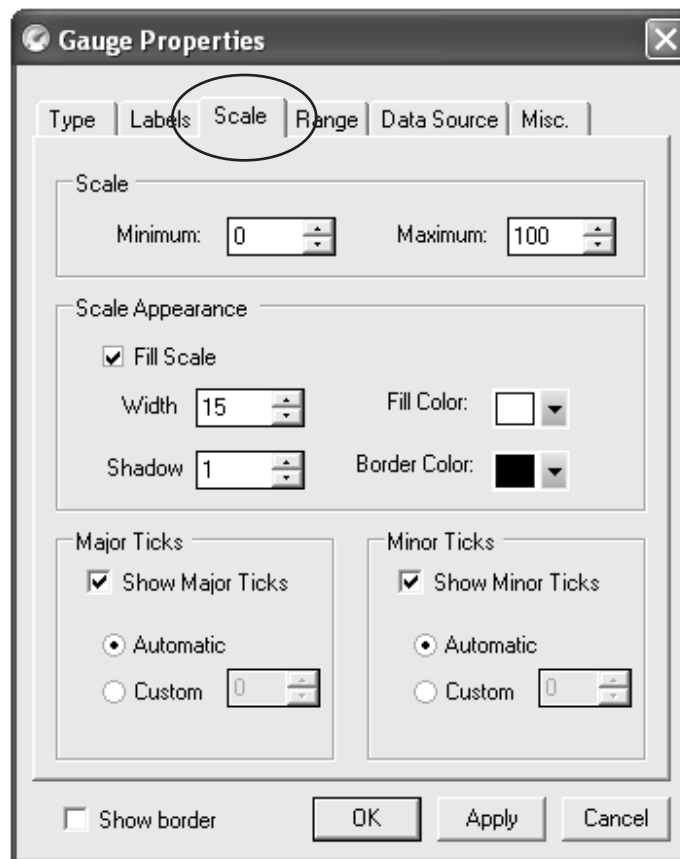 Gauge Properties
Type Labels Scale Range Data Source Misc.
Scale
Minimum: 0 Maximum: 100
Scale Appearance
Fill Scale
Width 15 Fill Color:
Shadow 1 Border Color:
Major Ticks Minor Ticks
Show Major Ticks Show Minor Ticks
Automatic Automatic
Custom 0 Custom 0
Show border OK Apply Cancel